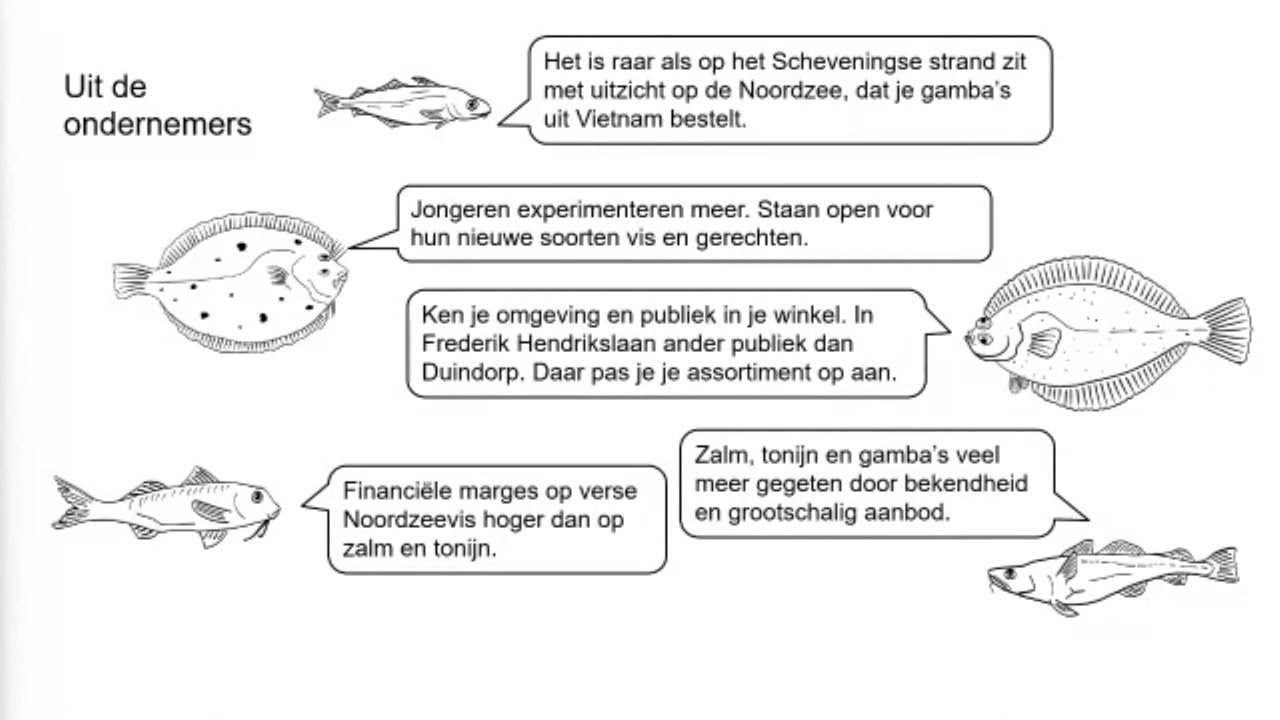 Uit de
ondernemers
Het is raar als op het Scheveningse strand zit
met uitzicht op de Noordzee, dat je gamba’s
uit Vietnam bestelt.
Jongeren experimenteren meer. Staan open voor
hun nieuwe soorten vis en gerechten.
Ken je omgeving en publiek in je winkel. In
Frederik Hendrikslaan ander publiek dan
Duindorp. Daar pas je je assortiment op aan.
Financiële marges op verse
Noordzeevis hoger dan op
zalm en tonijn.
Zalm, tonijn en gamba’s veel
meer gegeten door bekendheid
en grootschalig aanbod.